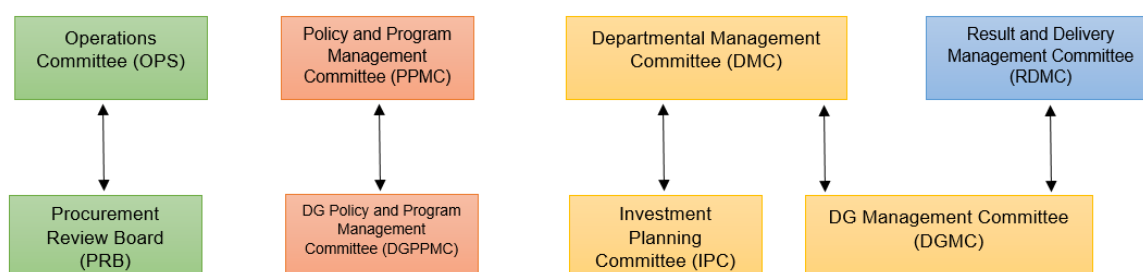 Operations
Committee (OPS)
Policy and Program
Management
Committee (PPMC)
Departmental Management
Committee (DMC)
Result and Delivery
Management Committee
(RDMC)
Procurement
Review Board
(PRB)
DG Policy and Program
Management
Committee (DGPPMC)
Investment
Planning
Committee (IPC)
DG Management Committee
(DGMC)